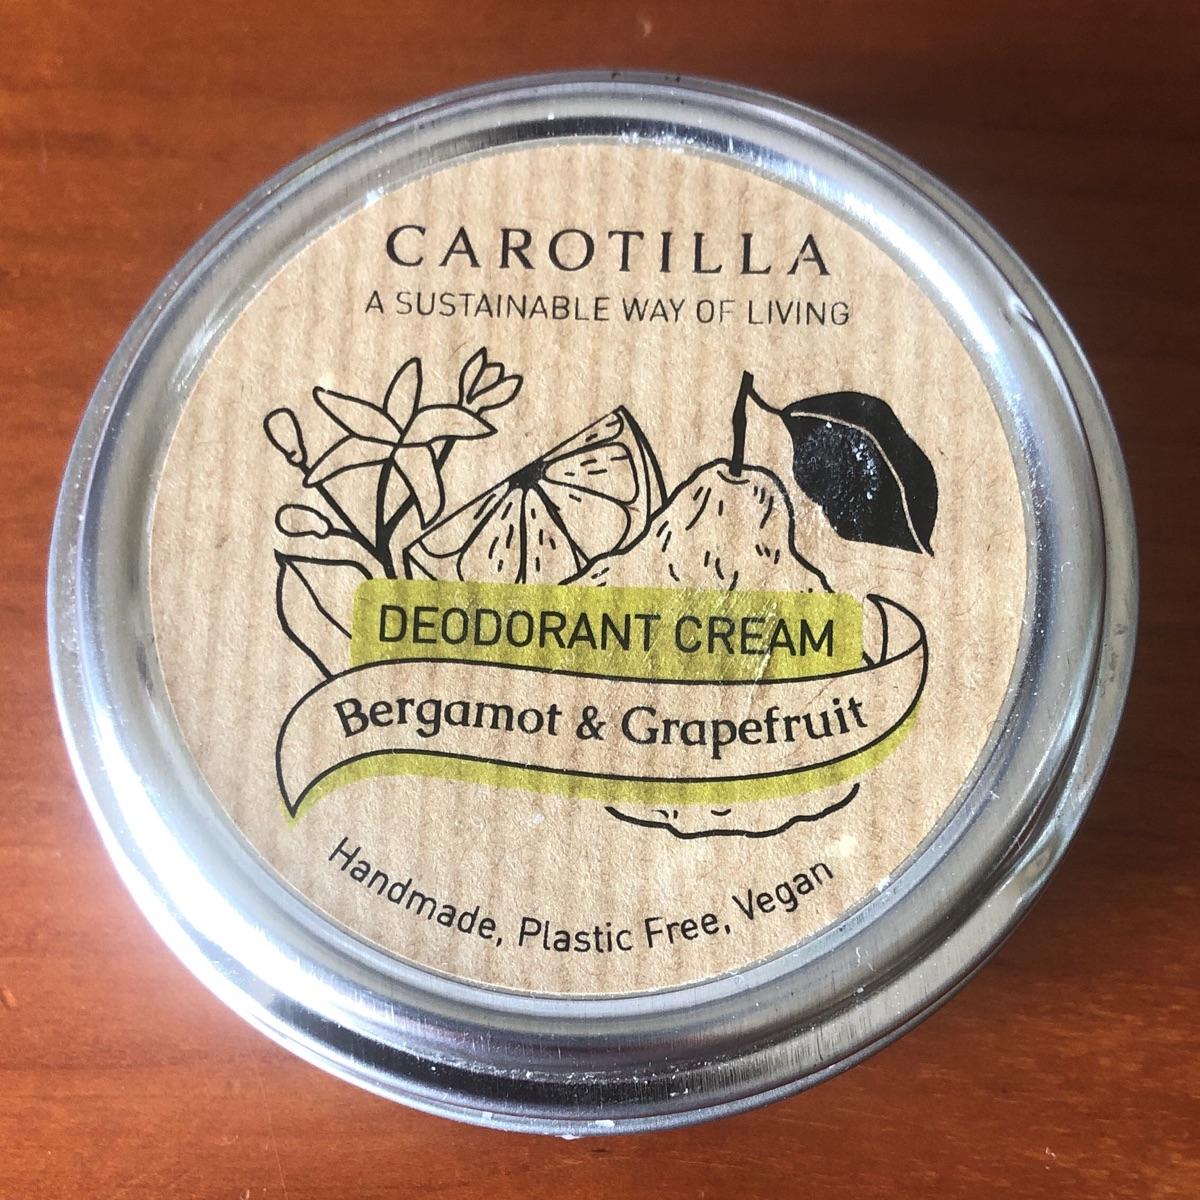 CAROTILLA
A SUSTAINABLE WAY OF LIVING
DEODORANT CREAM
Bergamot & Grapefruit
Handmade, Plastic Free, Vegan